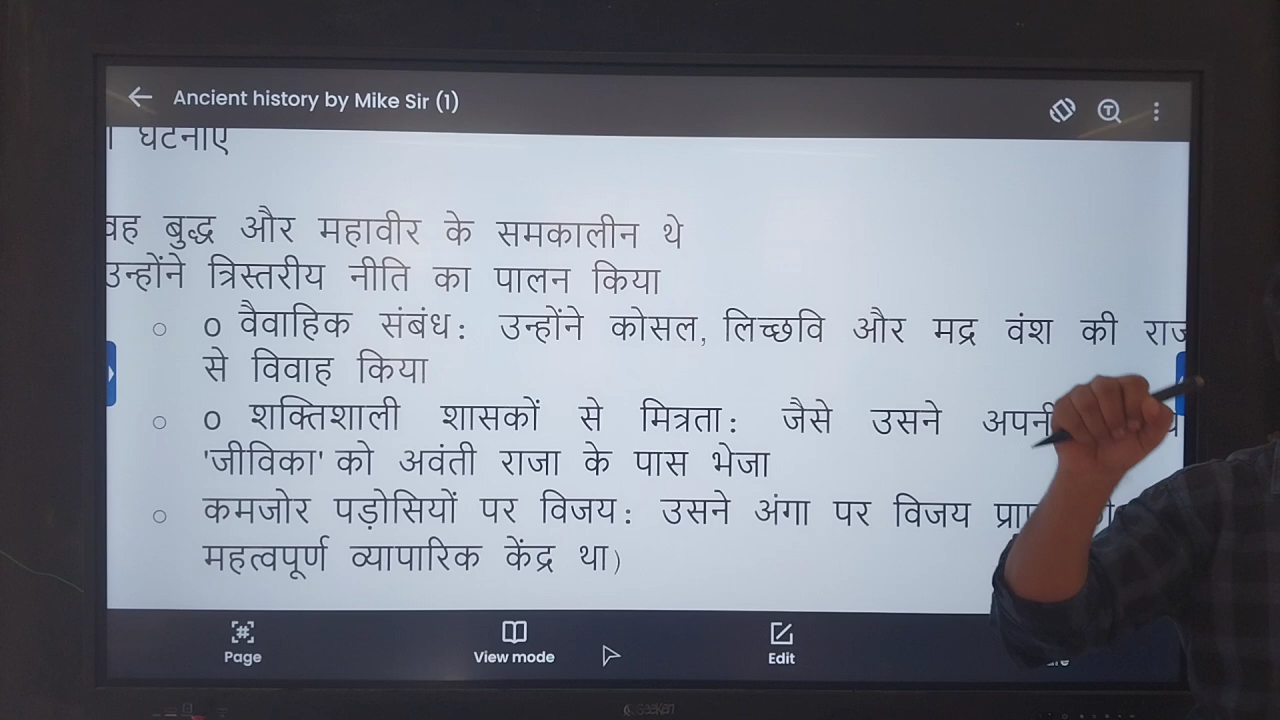 Ancient history by Mike Sir (1)
घटनाए
वह बुद्ध और महावीर के समकालीन थे
उन्होंने त्रिस्तरीय नीति का पालन किया
o वैवाहिक संबंध: उन्होंने कोसल, लिच्छवि और मद्र वंश की
से विवाह किया
o शक्तिशाली शासकों से मित्रता: जैसे उसने
'जीविका' को अवंती राजा के पास भेजा
कमजोर पड़ोसियों पर विजय: उसने अंगा पर विजय
महत्वपूर्ण व्यापारिक केंद्र था)
Page View mode Edit